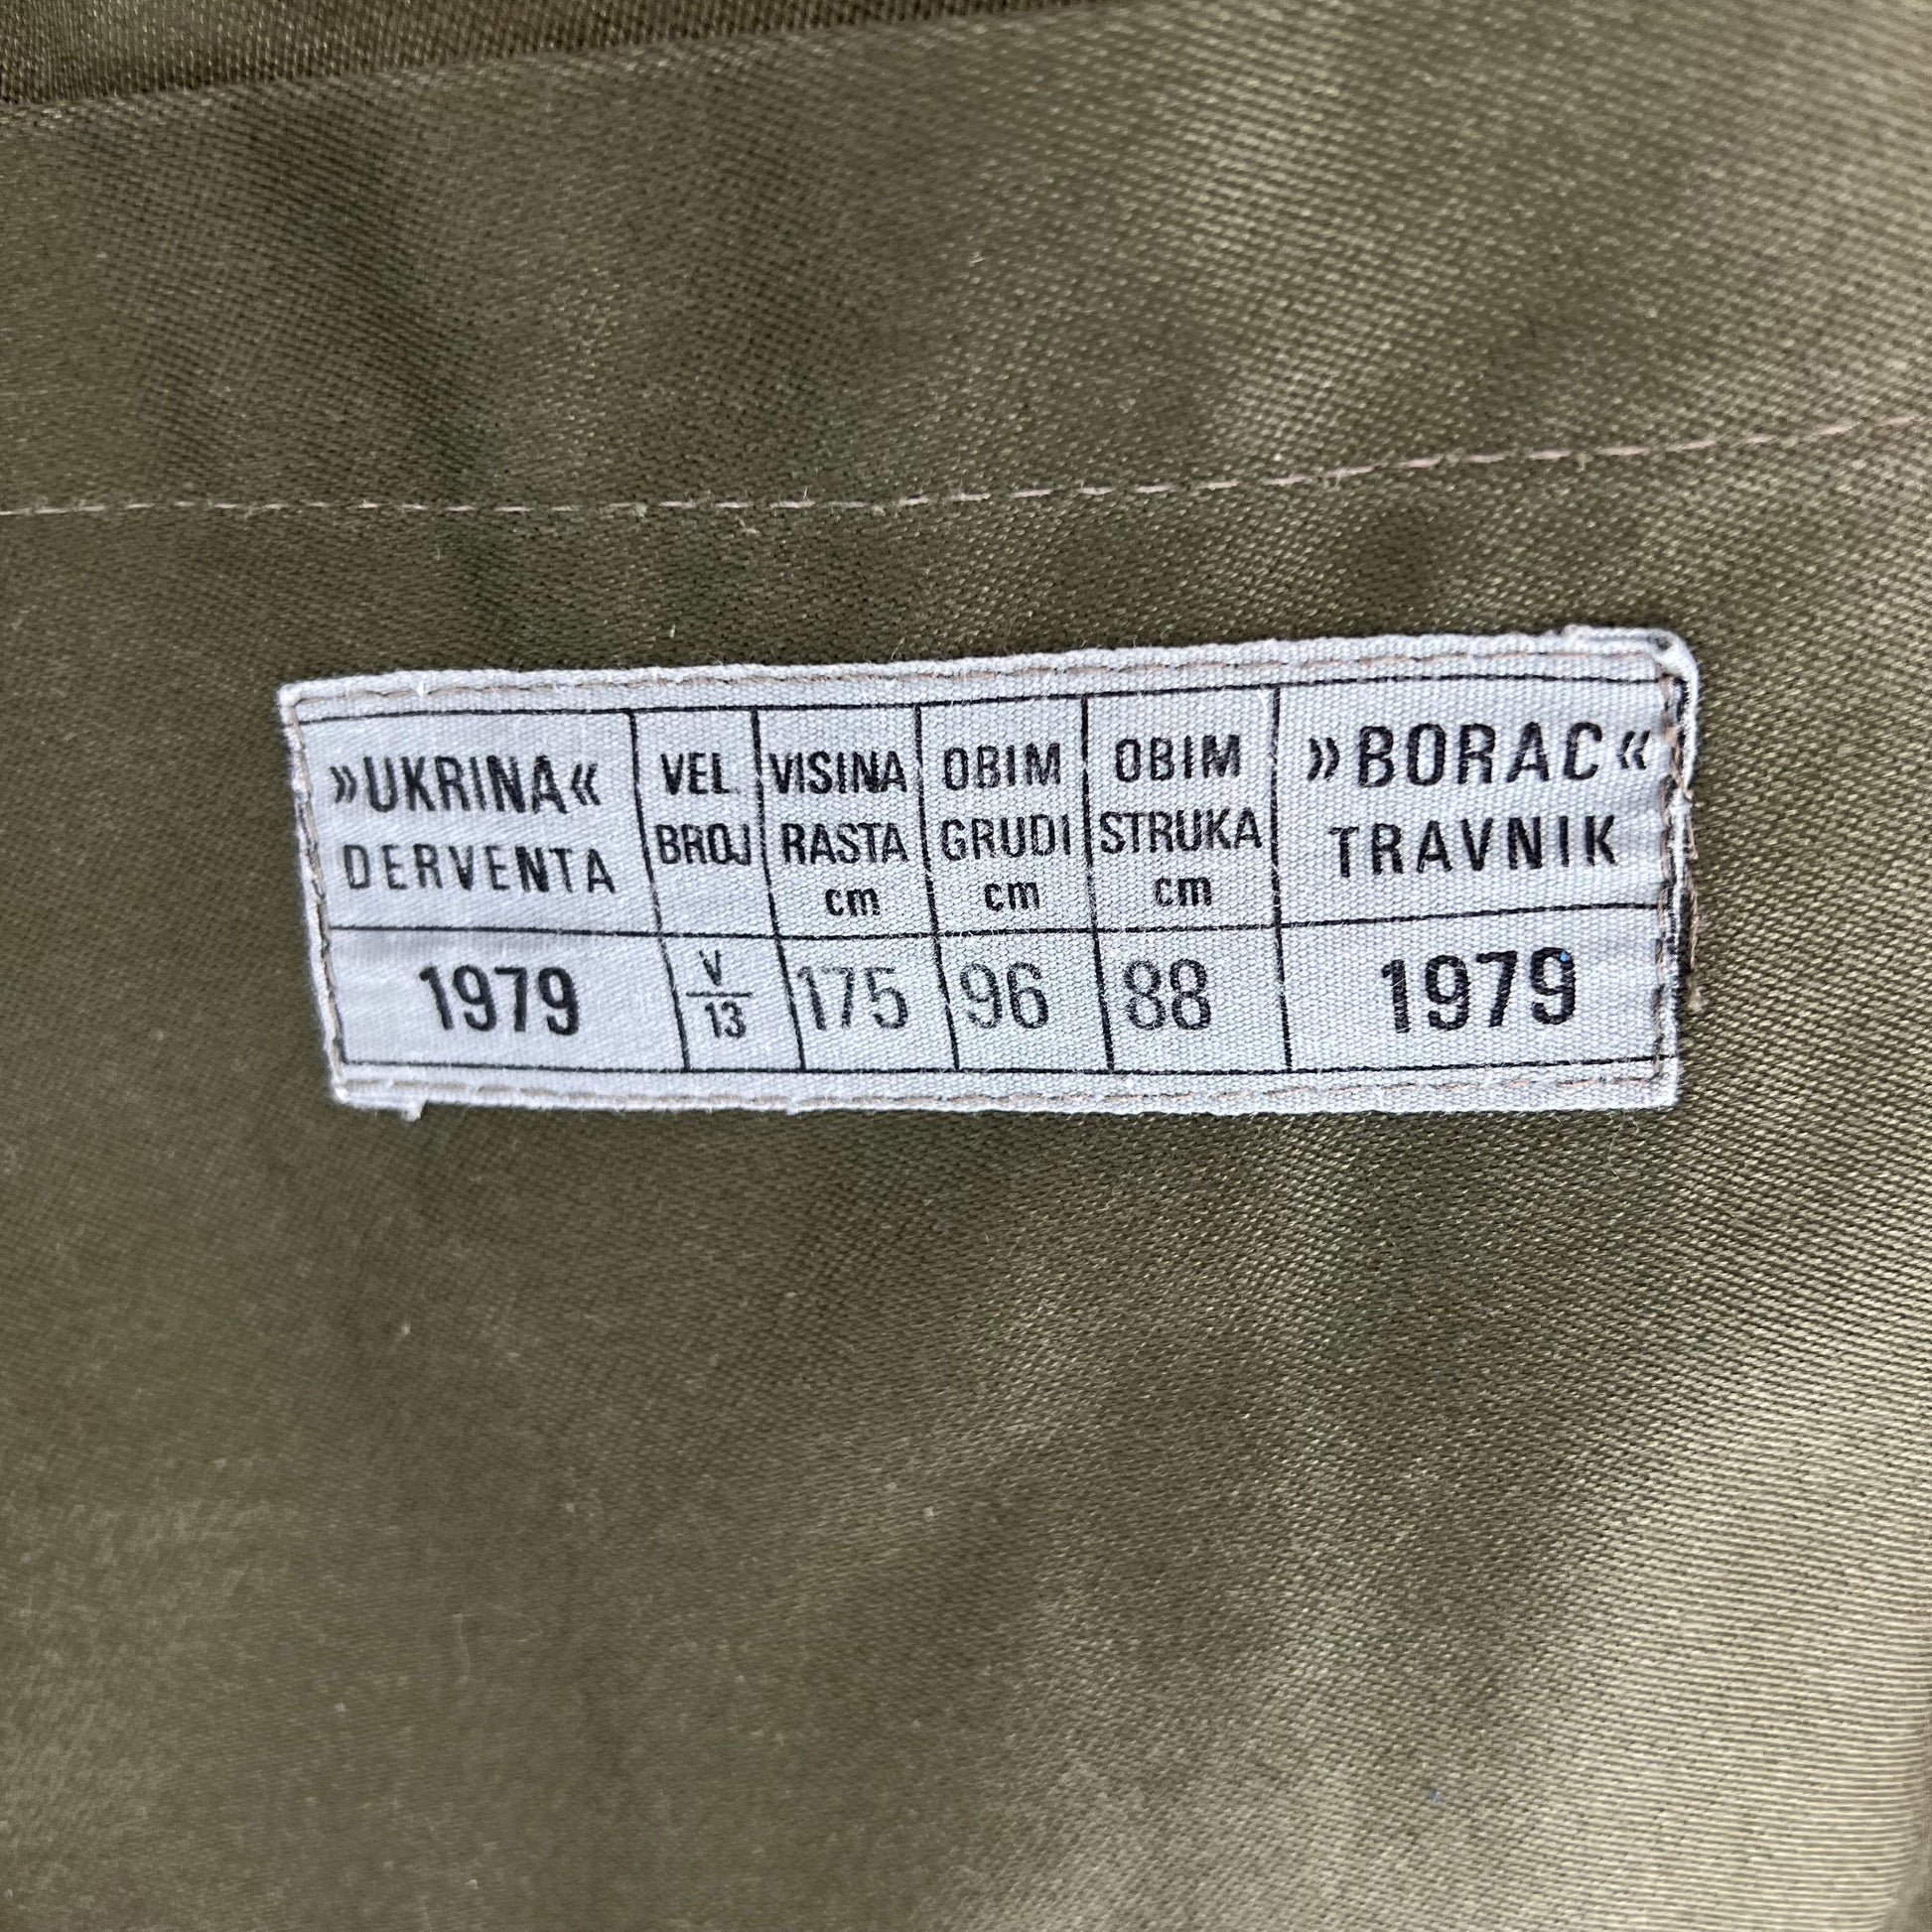 »UKRINA«
DERVENTA
1979
VEL.
BROJ
V
13
VISINA
RASTA
cm
175
OBIM
GRUDI
cm
96
OBIM
STRUKA
cm
88
»BORAC«
TRAVNIK
1979